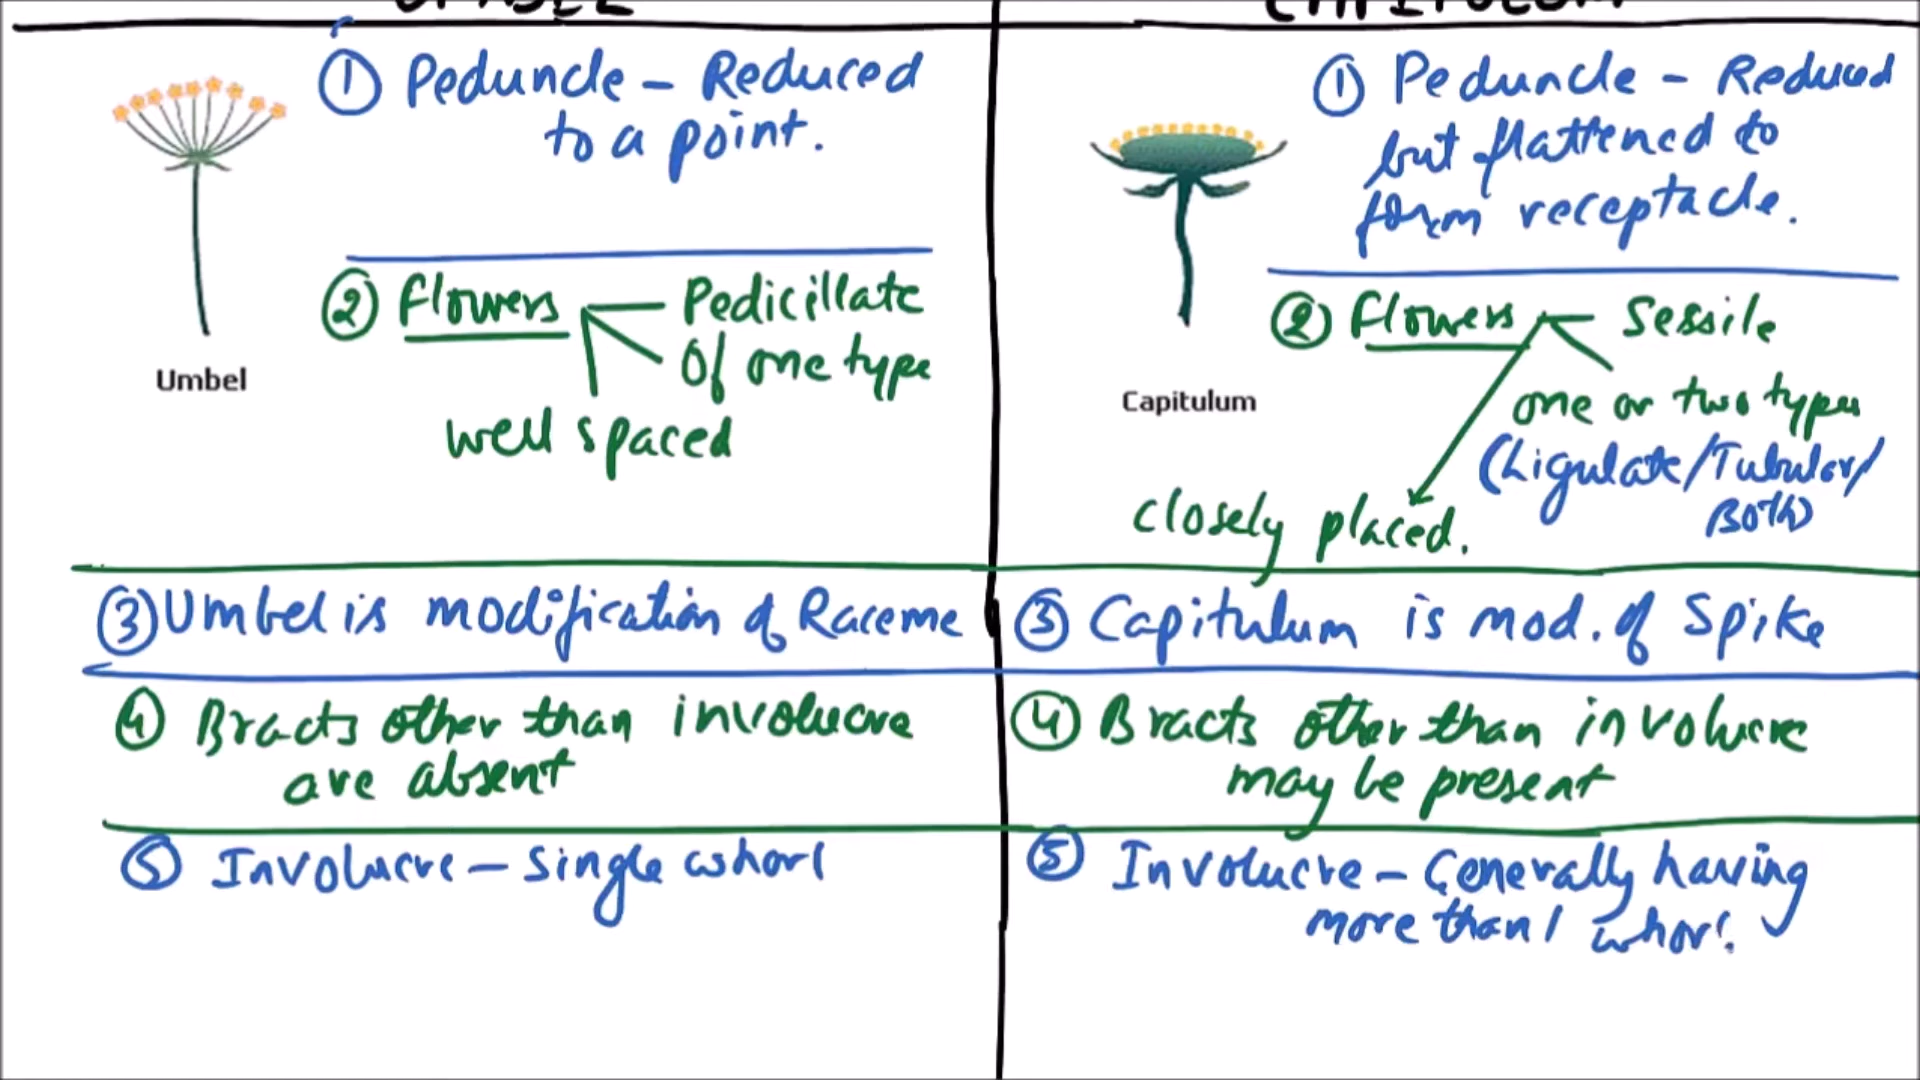 UMBEL
① Peduncle – Reduced
to a point.
Umbel
② flowers
Pedicillate
Of one type
well spaced
③ Umbel is modification of Raceme
④ Bracts other than involucre
are absent
⑤ Involucre – Single whorl
CAPITULUM
① Peduncle – Reduced
but flattened to
form receptacle.
Capitulum
② flowers
Sessile
one or two types
(Ligulate/Tubular/
Both)
closely placed.
③ Capitulum is mod. of Spike
④ Bracts other than involucre
may be present
⑤ Involucre – Generally having
more than 1 whorl.